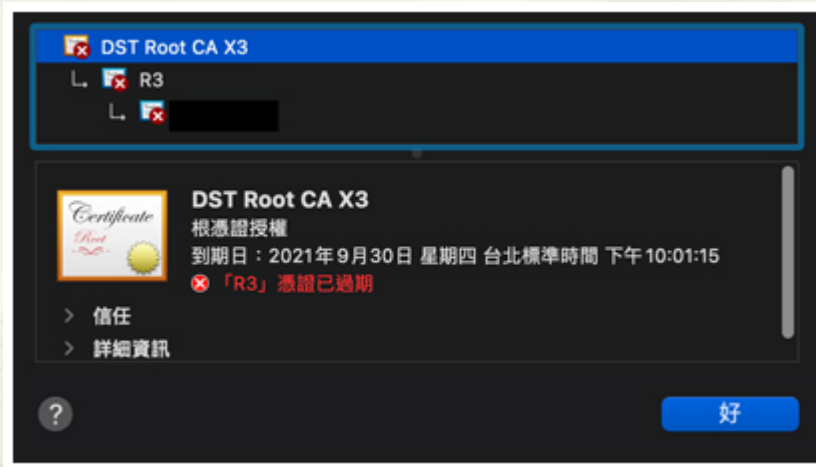 DST Root CA X3
R3
Certificate
Root
DST Root CA X3
根憑證授權
到期日：2021年9月30日 星期四 台北標準時間 下午10:01:15
「R3」憑證已過期
信任
詳細資訊
?
好